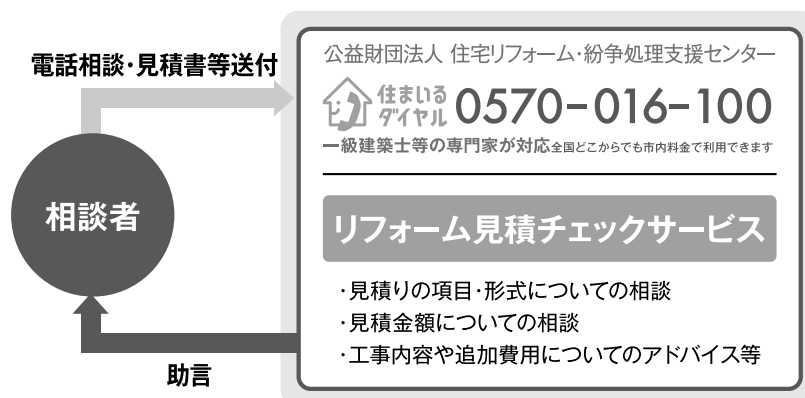 電話相談・見積書等送付
相談者
助言
公益財団法人 住宅リフォーム・紛争処理支援センター
住まいる
ダイヤル
0570-016-100
一級建築士等の専門家が対応 全国どこからでも市内料金で利用できます
リフォーム見積チェックサービス
・見積りの項目・形式についての相談
・見積金額についての相談
・工事内容や追加費用についてのアドバイス等